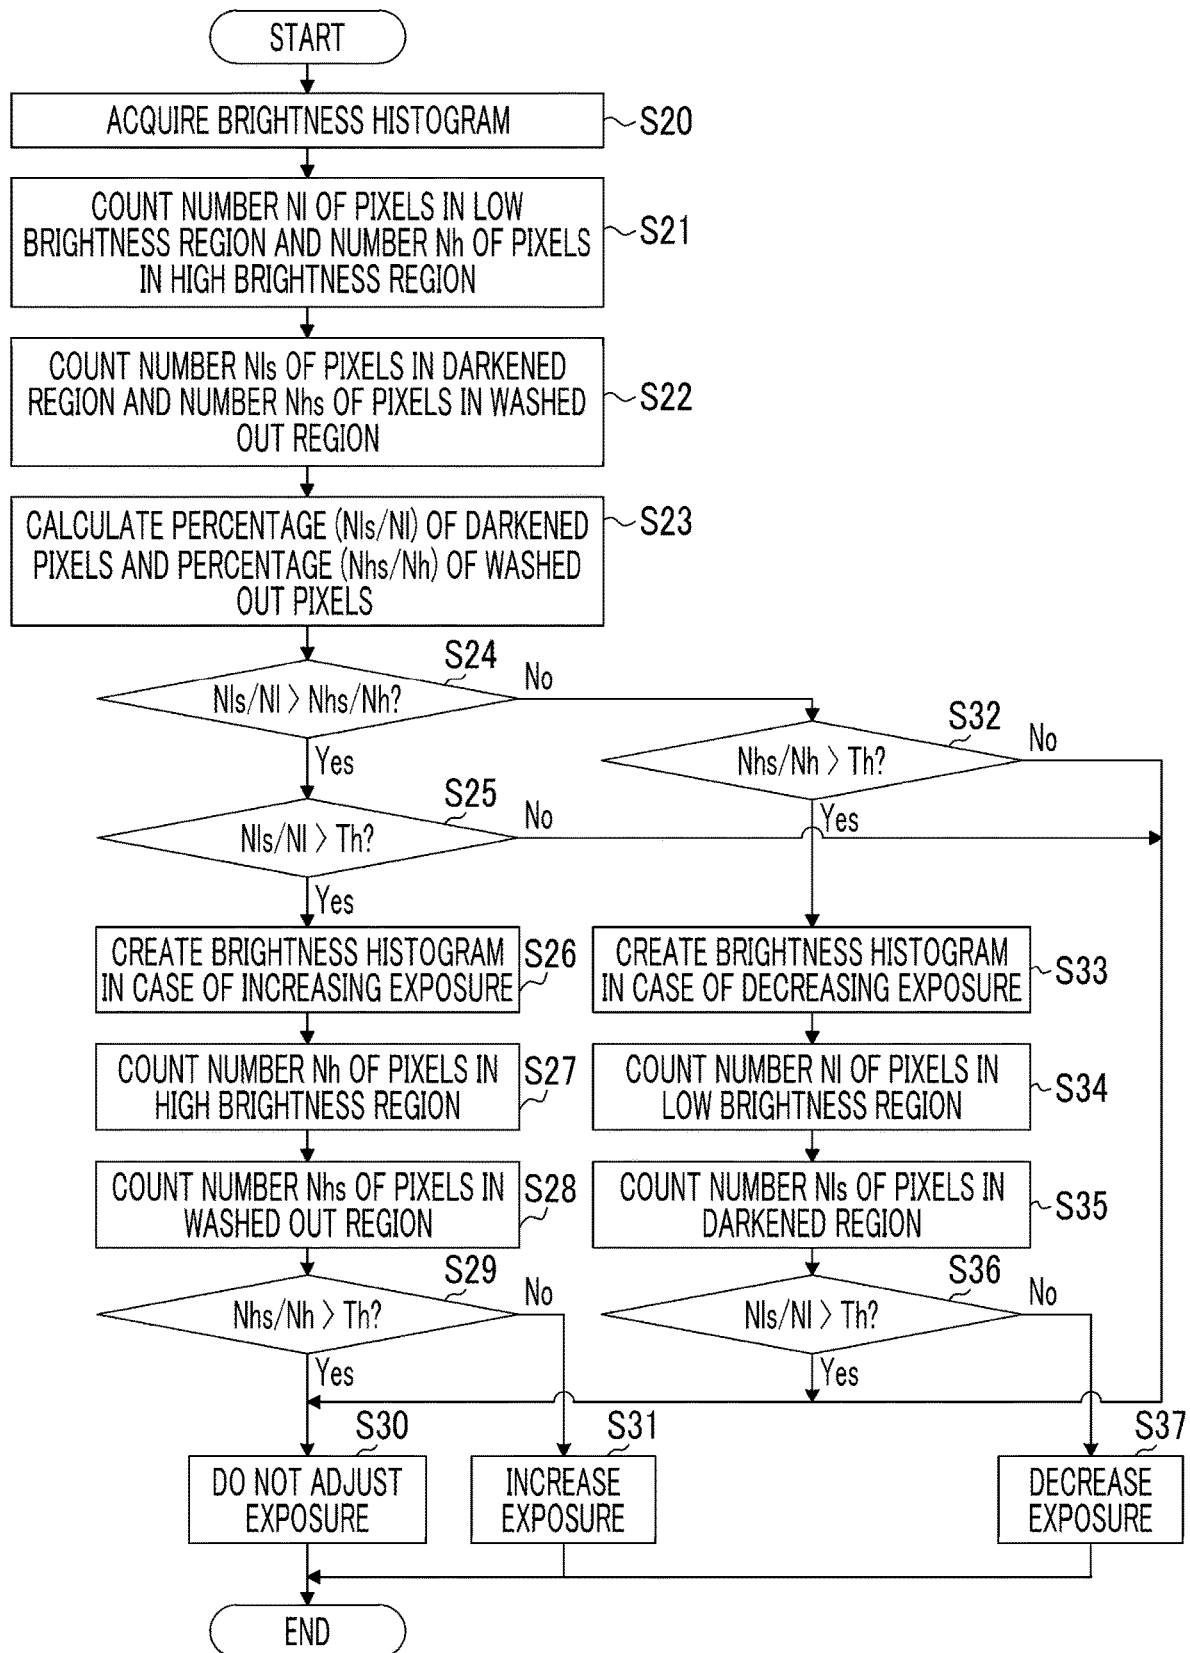 START
ACQUIRE BRIGHTNESS HISTOGRAM
S20
COUNT NUMBER Nl OF PIXELS IN LOW
BRIGHTNESS REGION AND NUMBER Nh OF PIXELS
IN HIGH BRIGHTNESS REGION
S21
COUNT NUMBER Nls OF PIXELS IN DARKENED
REGION AND NUMBER Nhs OF PIXELS IN WASHED
OUT REGION
S22
CALCULATE PERCENTAGE (Nls/Nl) OF DARKENED
PIXELS AND PERCENTAGE (Nhs/Nh) OF WASHED
OUT PIXELS
S23
S24
Nls/Nl > Nhs/Nh?
No
Yes
S32
Nhs/Nh > Th?
No
Yes
S25
Nls/Nl > Th?
No
Yes
CREATE BRIGHTNESS HISTOGRAM
IN CASE OF INCREASING EXPOSURE
S26
CREATE BRIGHTNESS HISTOGRAM
IN CASE OF DECREASING EXPOSURE
S33
COUNT NUMBER Nh OF PIXELS IN
HIGH BRIGHTNESS REGION
S27
COUNT NUMBER Nl OF PIXELS IN
LOW BRIGHTNESS REGION
S34
COUNT NUMBER Nhs OF PIXELS IN
WASHED OUT REGION
S28
COUNT NUMBER Nls OF PIXELS IN
DARKENED REGION
S35
S29
Nhs/Nh > Th?
No
Yes
S36
Nls/Nl > Th?
No
Yes
S30
DO NOT ADJUST
EXPOSURE
S31
INCREASE
EXPOSURE
S37
DECREASE
EXPOSURE
END